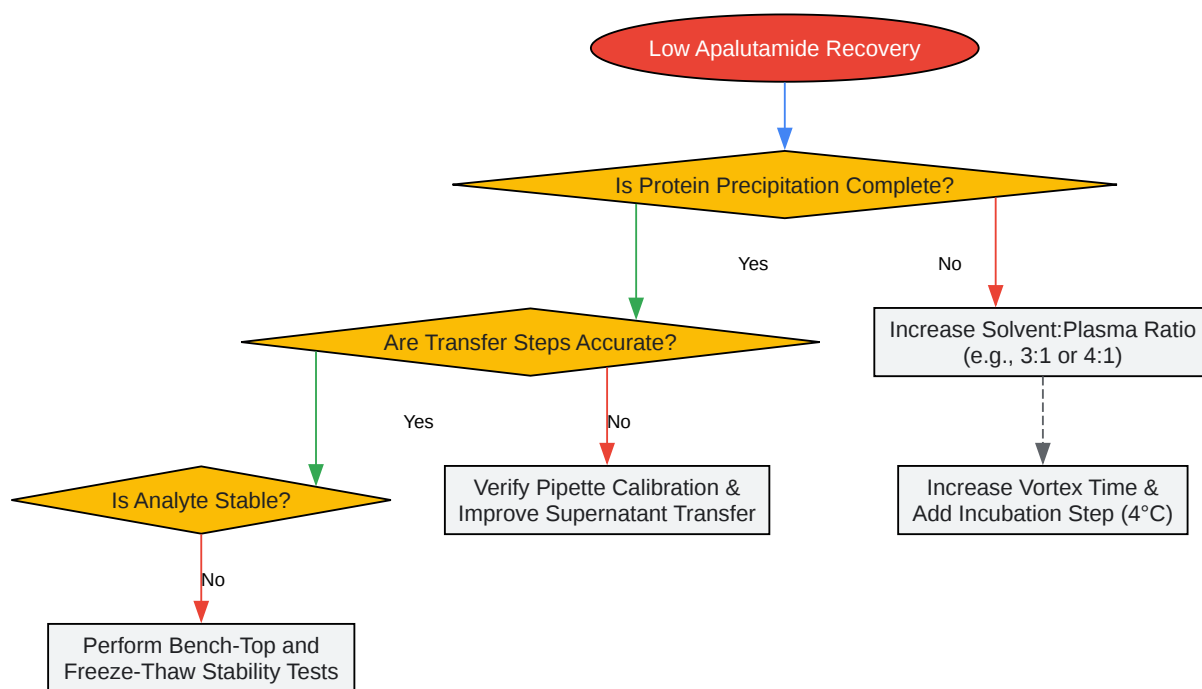 Low Apalutamide Recovery
Is Protein Precipitation Complete?
Yes
No
Are Transfer Steps Accurate?
Increase Solvent:Plasma Ratio
(e.g., 3:1 or 4:1)
Yes
No
Is Analyte Stable?
Verify Pipette Calibration &
Improve Supernatant Transfer
Increase Vortex Time &
Add Incubation Step (4°C)
No
Perform Bench-Top and
Freeze-Thaw Stability Tests